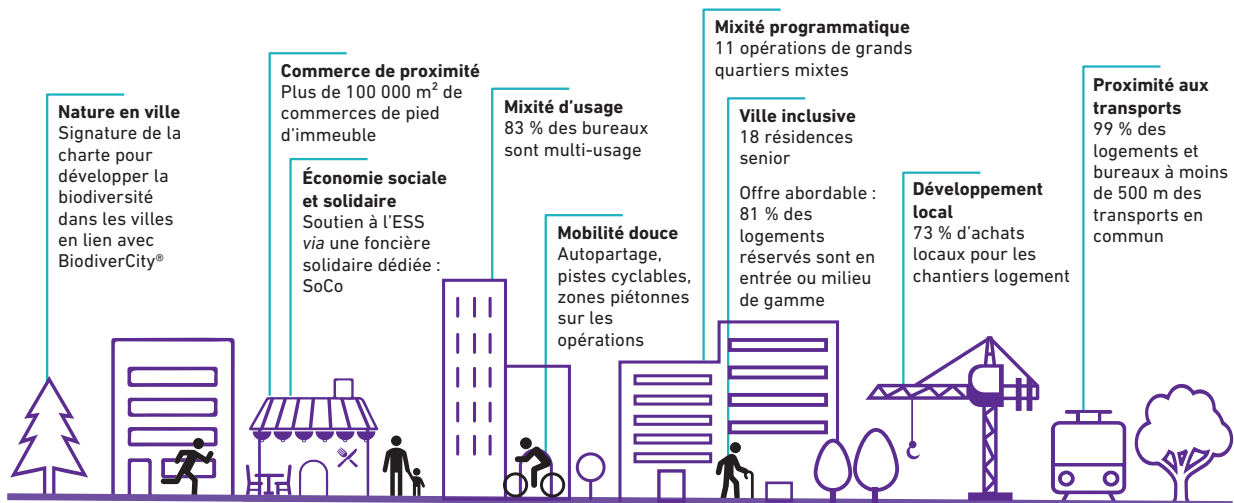 Nature en ville
Signature de la
charte pour
développer la
biodiversité
dans les villes
en lien avec
BiodiverCity®
Commerce de proximité
Plus de 100 000 m² de
commerces de pied
d'immeuble
Économie sociale
et solidaire
Soutien à l'ESS
via une foncière
solidaire dédiée :
SoCo
Mixité d'usage
83 % des bureaux
sont multi-usage
Mobilité douce
Autopartage,
pistes cyclables,
zones piétonnes
sur les
opérations
Mixité programmatique
11 opérations de grands
quartiers mixtes
Ville inclusive
18 résidences
senior
Offre abordable :
81 % des
logements
réservés sont en
entrée ou milieu
de gamme
Développement
local
73 % d'achats
locaux pour les
chantiers logement
Proximité aux
transports
99 % des
logements et
bureaux à moins
de 500 m des
transports en
commun